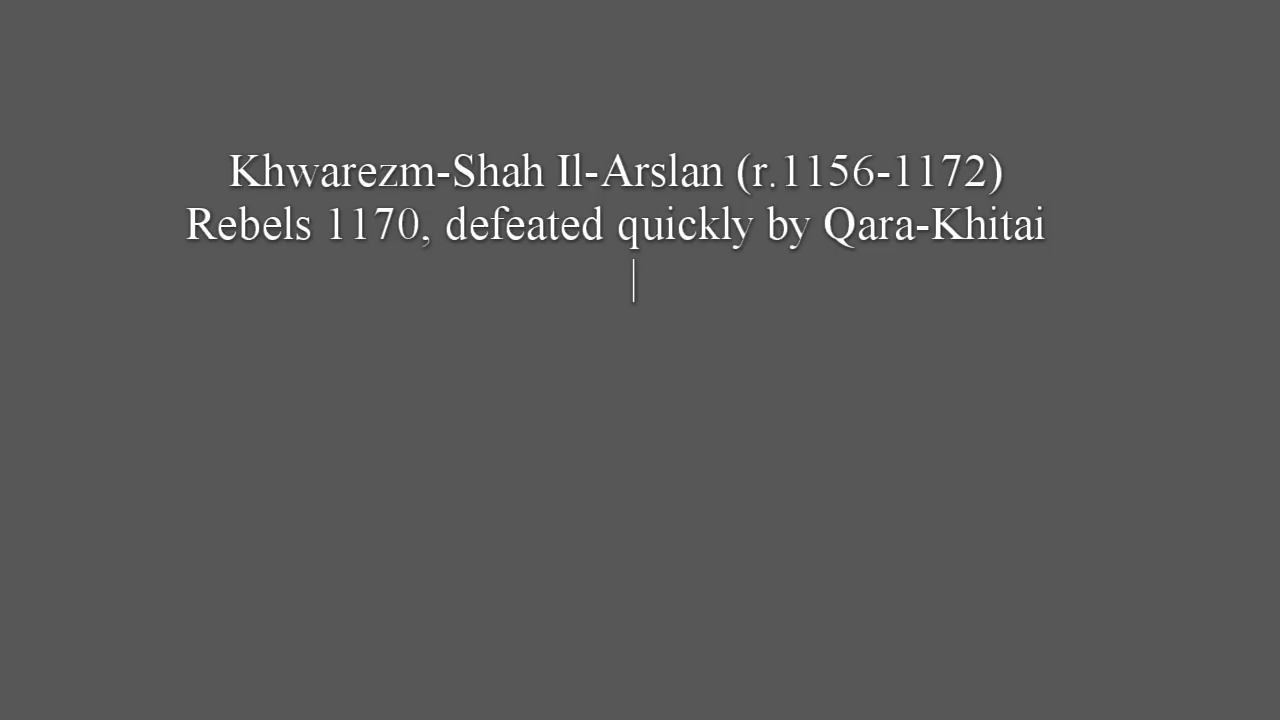 Khwarezm-Shah Il-Arslan (r.1156-1172)
Rebels 1170, defeated quickly by Qara-Khitai